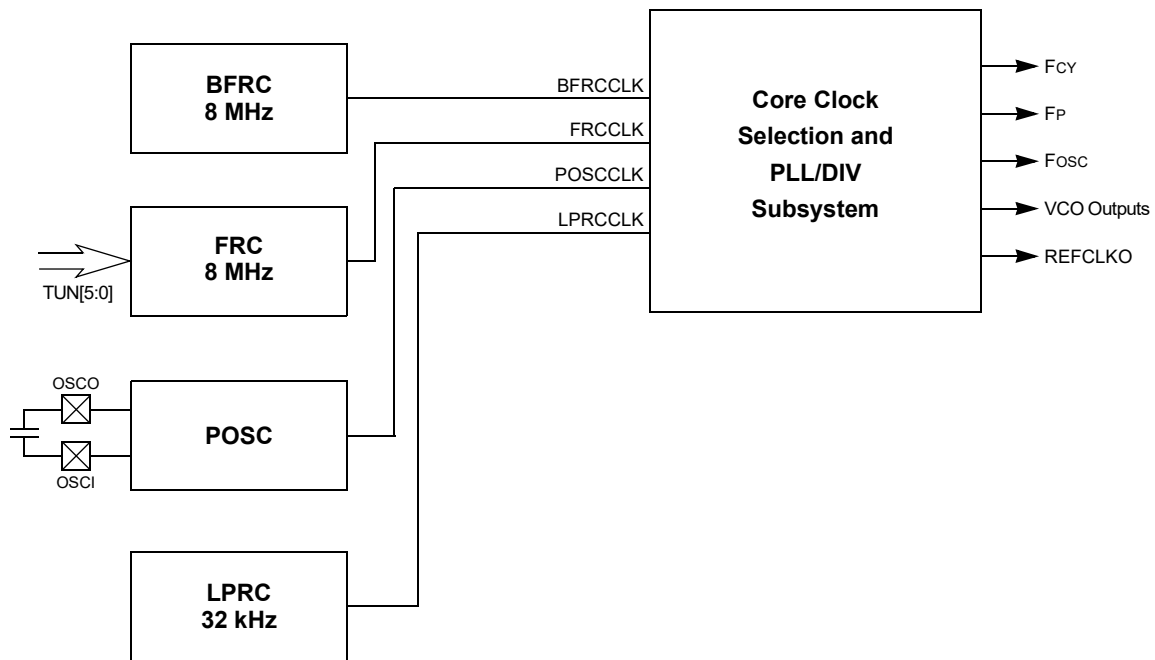 BFRC
8 MHz
FRC
8 MHz
TUN[5:0]
OSCO
OSCI
POSC
LPRC
32 kHz
BFRCCLK
FRCCLK
POSCCLK
LPRCCLK
Core Clock
Selection and
PLL/DIV
Subsystem
FCY
FP
FOSC
VCO Outputs
REFCLKO